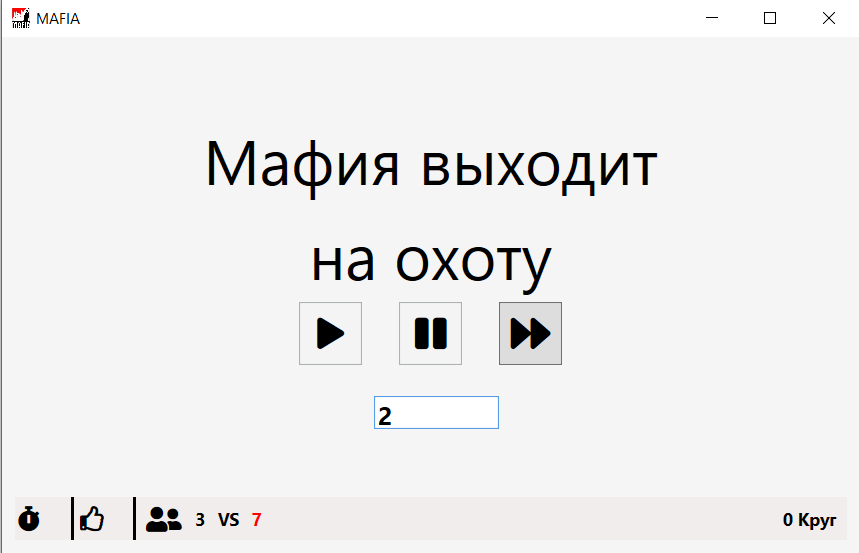 MAFIA
Мафия выходит
на охоту
2
3 VS 7
0 Круг